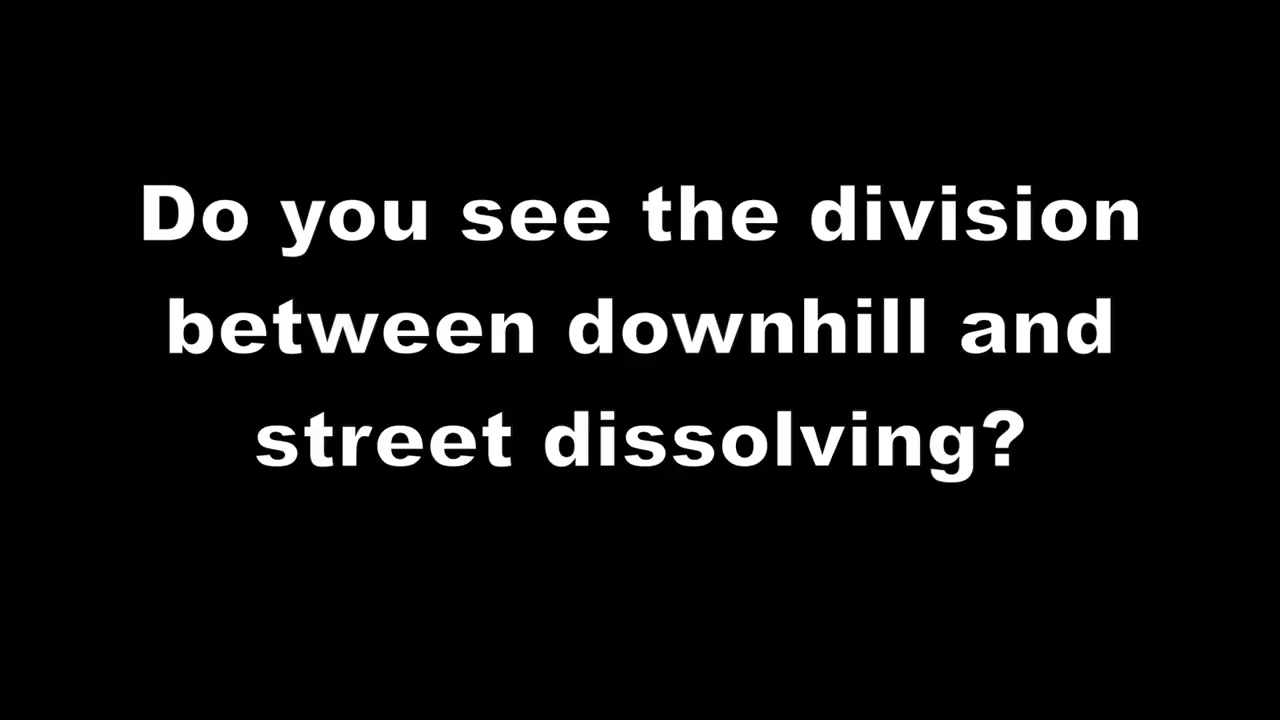 Do you see the division
between downhill and
street dissolving?